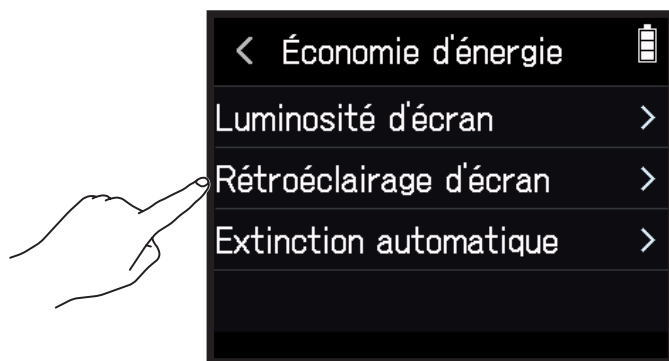 Économie d'énergie
Luminosité d'écran
Rétroéclairage d'écran
Extinction automatique